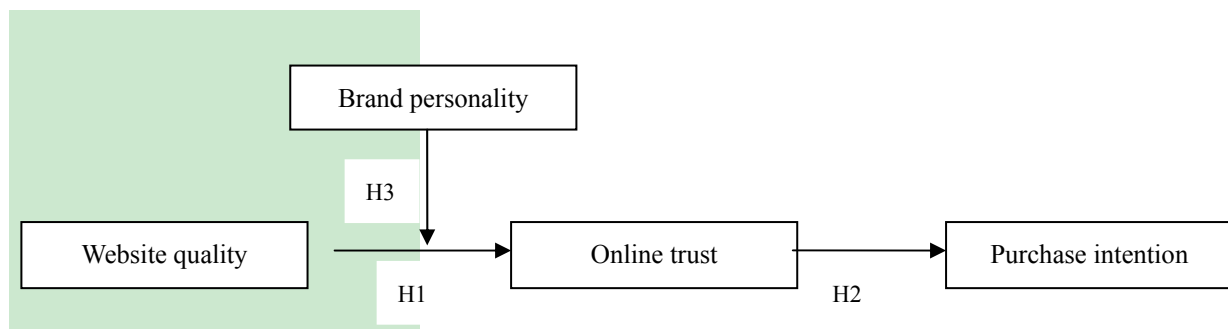 Brand personality
H3
Website quality
Online trust
Purchase intention
H1
H2